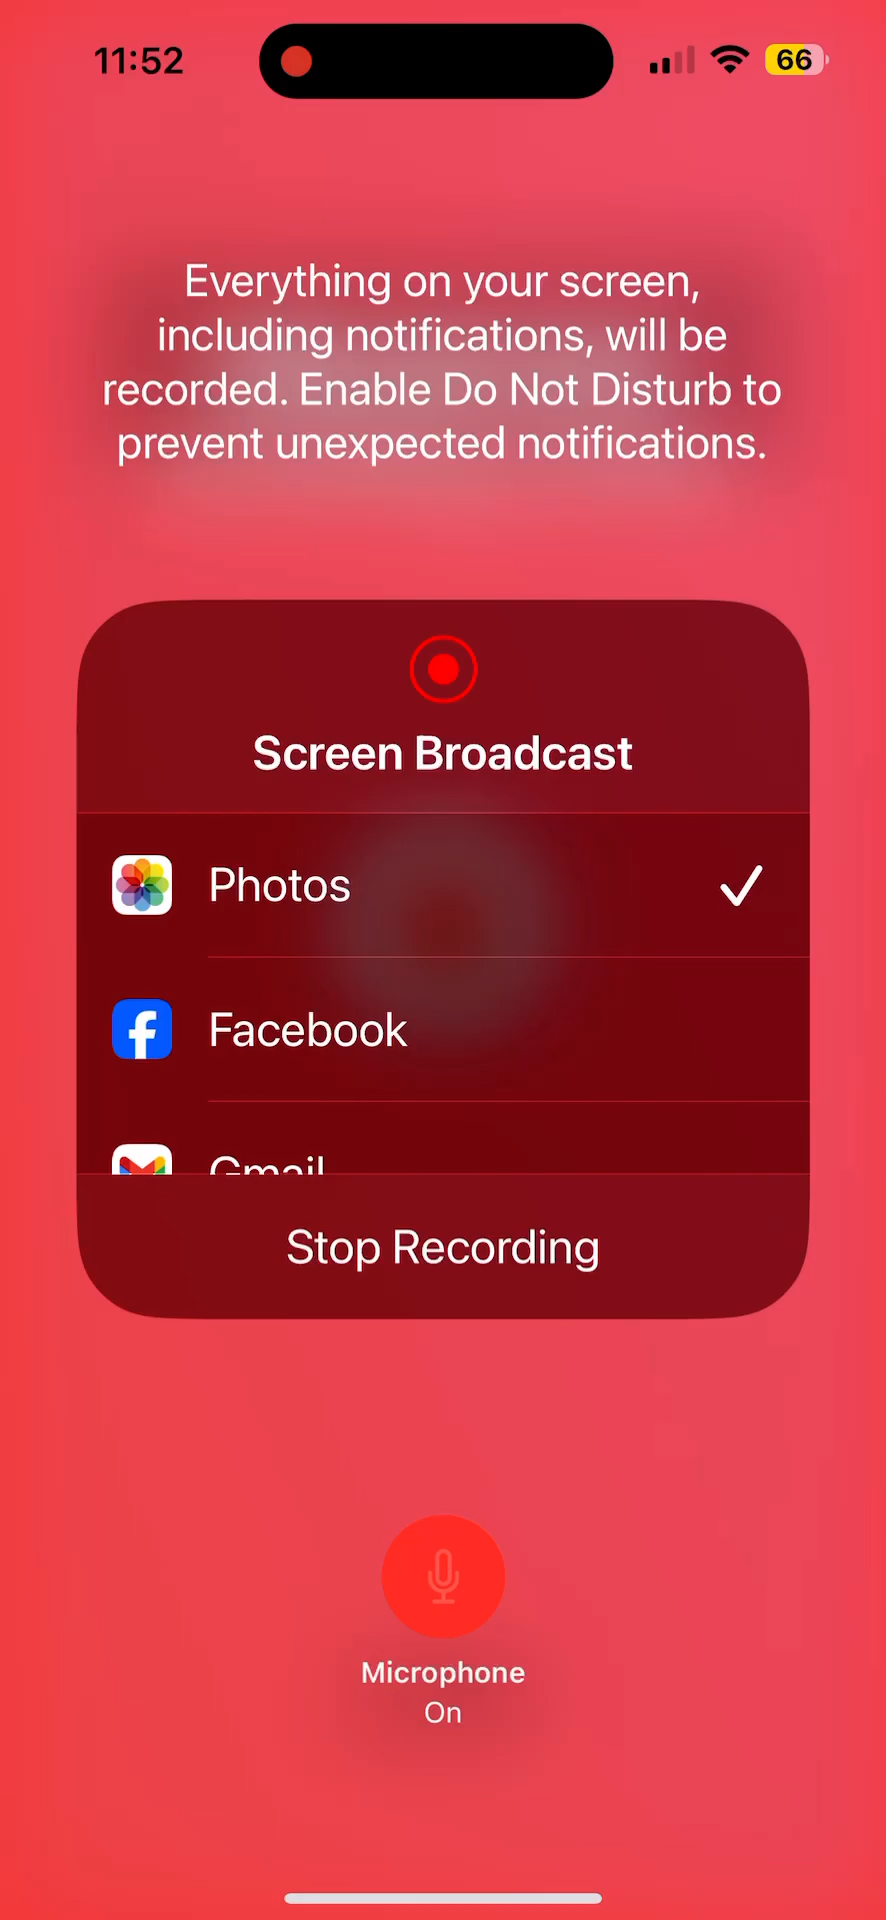 11:52
66
Everything on your screen,
including notifications, will be
recorded. Enable Do Not Disturb to
prevent unexpected notifications.
Screen Broadcast
Photos
Facebook
Gmail
Stop Recording
Microphone
On